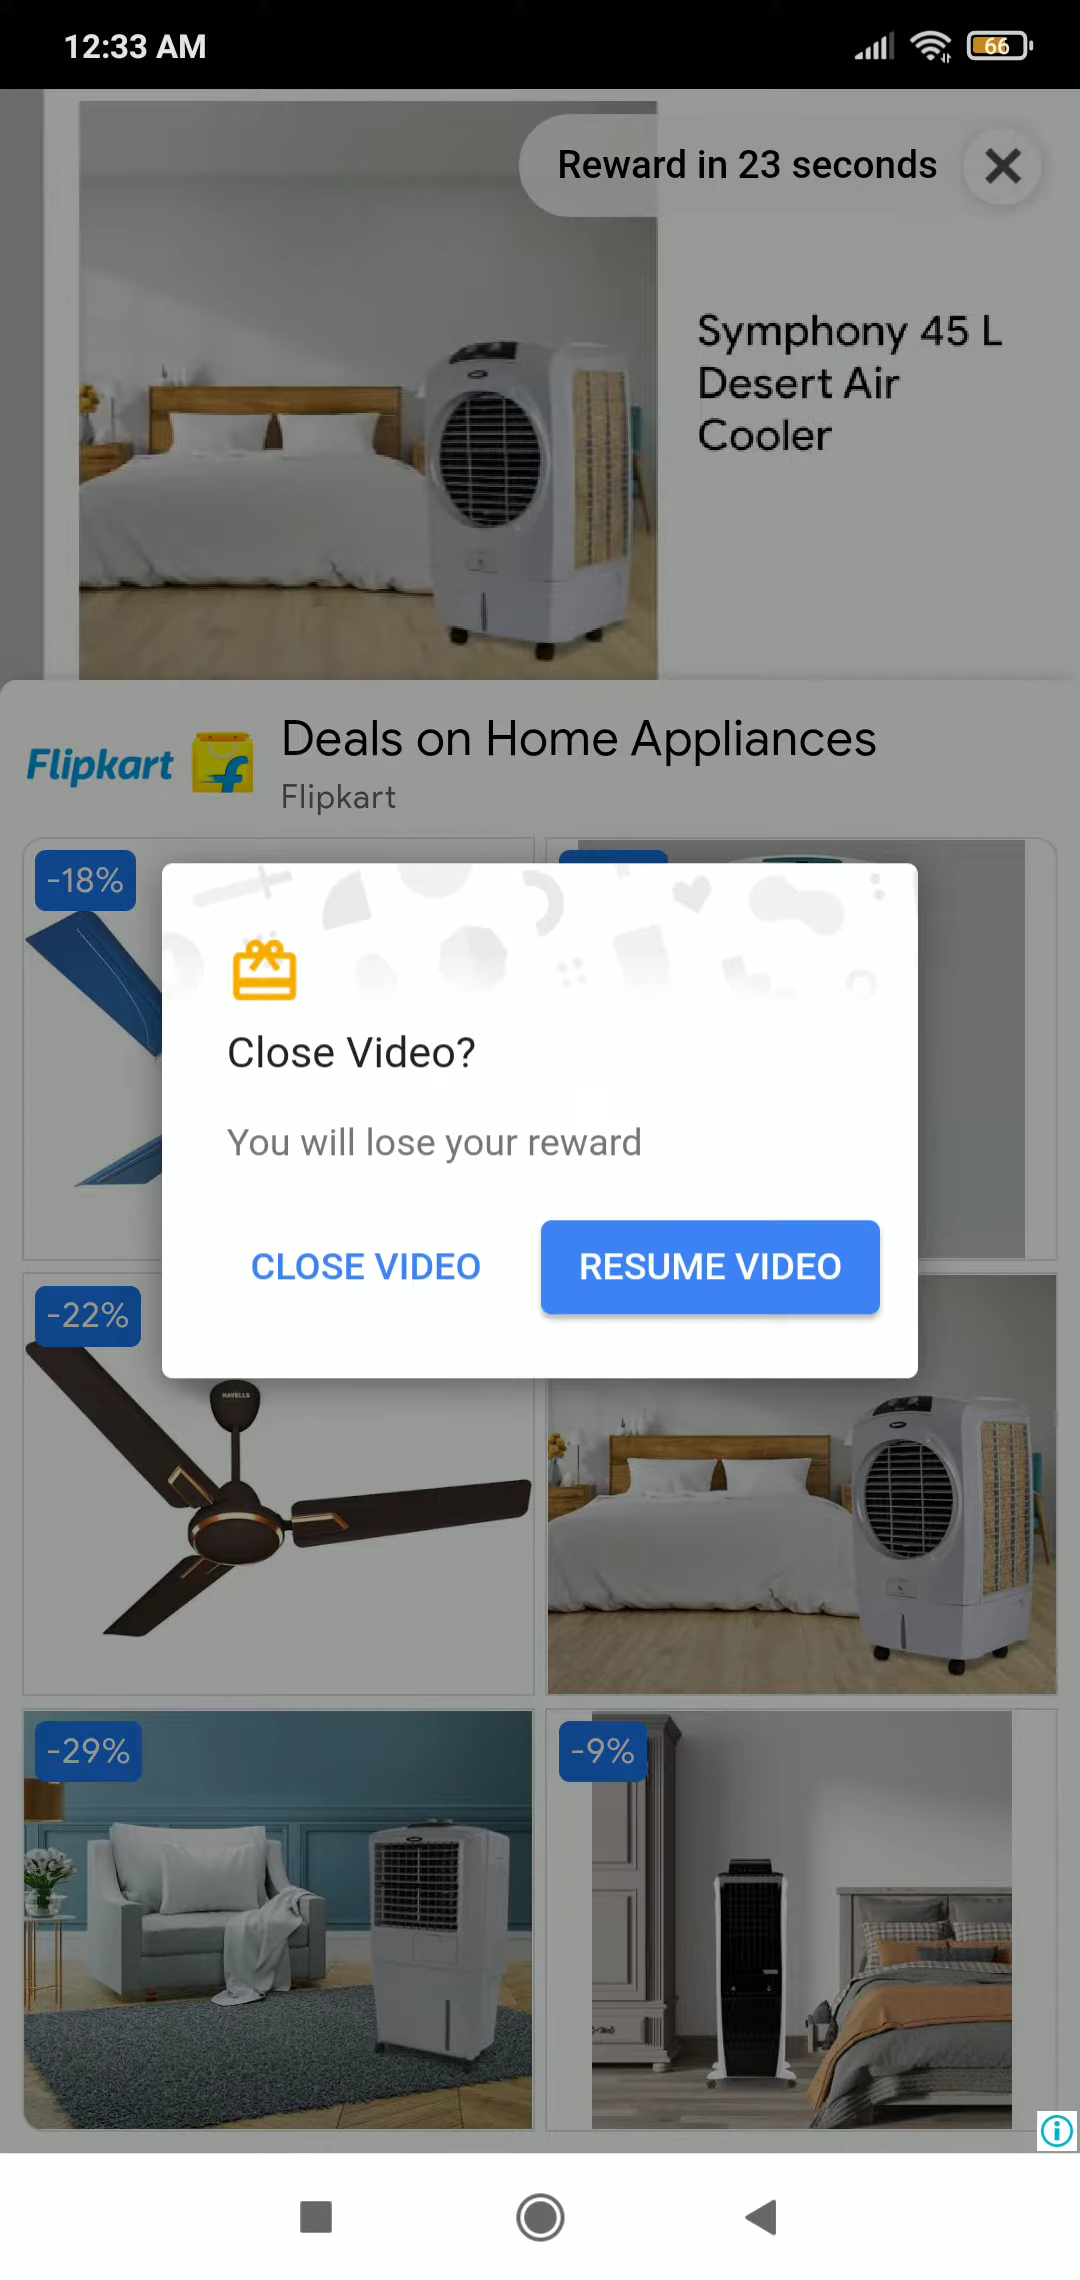 12:33 AM
66
Reward in 23 seconds
Symphony 45 L
Desert Air
Cooler
Flipkart
Deals on Home Appliances
Flipkart
-18%
Close Video?
You will lose your reward
CLOSE VIDEO
RESUME VIDEO
-22%
HAVELLS
-29%
-9%